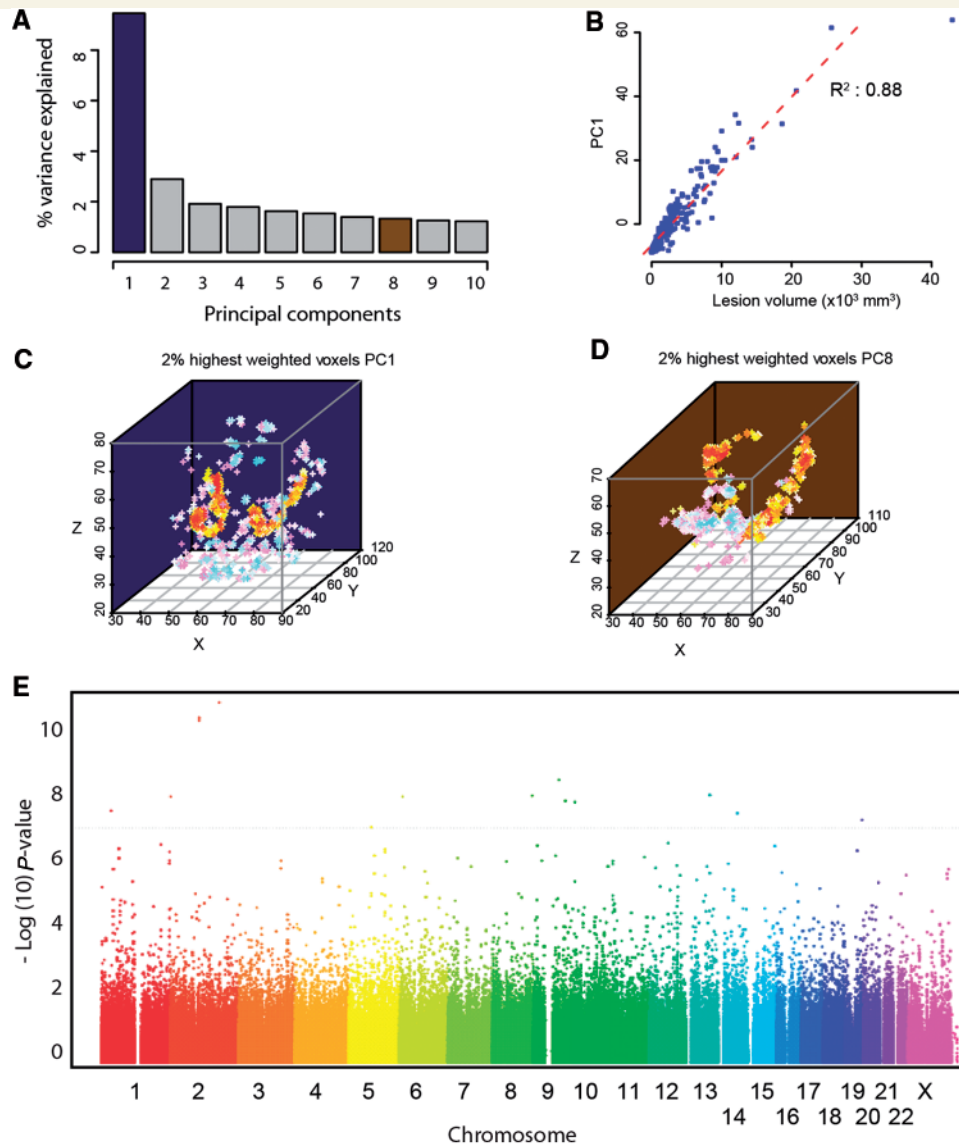 A
% variance explained
8
6
4
2
0
1 2 3 4 5 6 7 8 9 10
Principal components
B
PC1
60
40
20
0
R² : 0.88
0 10 20 30 40
Lesion volume (x10³ mm³)
C
2% highest weighted voxels PC1
80
70
60
50
40
30
20
Z
30 40 50 60 70 80 90
X
20 40 60 80 100 120
Y
D
2% highest weighted voxels PC8
70
60
50
40
30
20
Z
30 40 50 60 70 80 90
X
30 40 50 60 70 80 90 100 110
Y
E
- Log (10) P-value
10
8
6
4
2
0
1 2 3 4 5 6 7 8 9 10 11 12 13 15 17 19 21 X
14 16 18 20 22
Chromosome